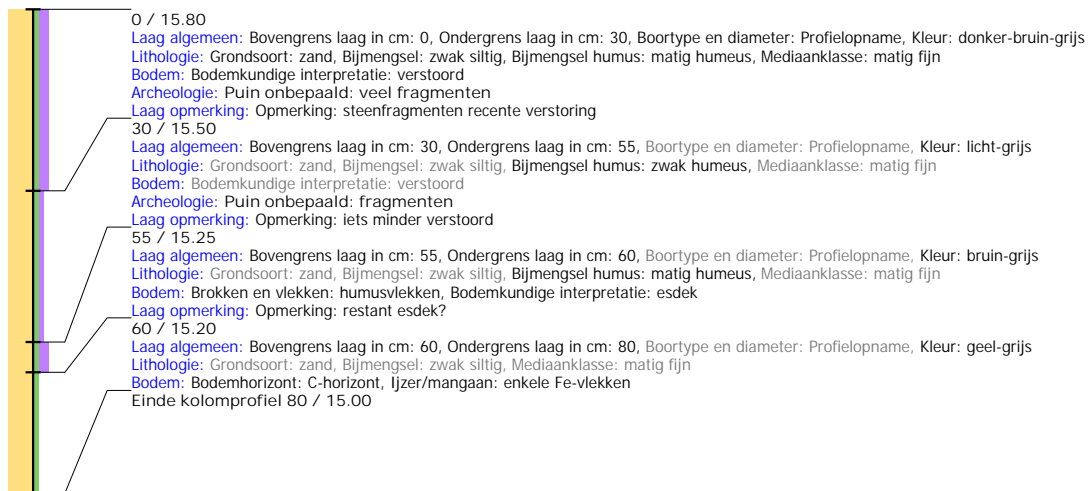 0 / 15.80
Laag algemeen: Bovengrens laag in cm: 0, Ondergrens laag in cm: 30, Boortype en diameter: Profielopname, Kleur: donker-bruin-grijs
Lithologie: Grondsoort: zand, Bijmengsel: zwak siltig, Bijmengsel humus: matig humeus, Mediaanklasse: matig fijn
Bodem: Bodemkundige interpretatie: verstoord
Archeologie: Puin onbepaald: veel fragmenten
Laag opmerking: Opmerking: steenfragmenten recente verstoring
30 / 15.50
Laag algemeen: Bovengrens laag in cm: 30, Ondergrens laag in cm: 55, Boortype en diameter: Profielopname, Kleur: licht-grijs
Lithologie: Grondsoort: zand, Bijmengsel: zwak siltig, Bijmengsel humus: zwak humeus, Mediaanklasse: matig fijn
Bodem: Bodemkundige interpretatie: verstoord
Archeologie: Puin onbepaald: fragmenten
Laag opmerking: Opmerking: iets minder verstoord
55 / 15.25
Laag algemeen: Bovengrens laag in cm: 55, Ondergrens laag in cm: 60, Boortype en diameter: Profielopname, Kleur: bruin-grijs
Lithologie: Grondsoort: zand, Bijmengsel: zwak siltig, Bijmengsel humus: matig humeus, Mediaanklasse: matig fijn
Bodem: Brokken en vlekken: humusvlekken, Bodemkundige interpretatie: esdek
Laag opmerking: Opmerking: restant esdek?
60 / 15.20
Laag algemeen: Bovengrens laag in cm: 60, Ondergrens laag in cm: 80, Boortype en diameter: Profielopname, Kleur: geel-grijs
Lithologie: Grondsoort: zand, Bijmengsel: zwak siltig, Mediaanklasse: matig fijn
Bodem: Bodemhorizont: C-horizont, Ijzer/mangaan: enkele Fe-vlekken
Einde kolomprofiel 80 / 15.00